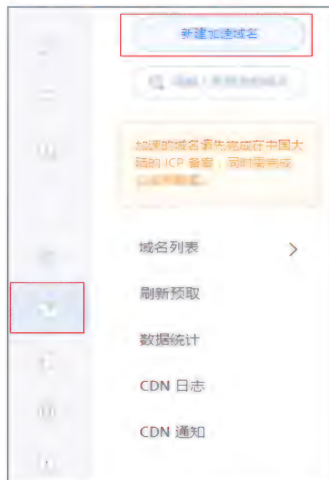 新建加速域名
加速的域名需先完成在中国大
陆的 ICP 备案，同时需完成
域名列表
刷新预取
数据统计
CDN 日志
CDN 通知